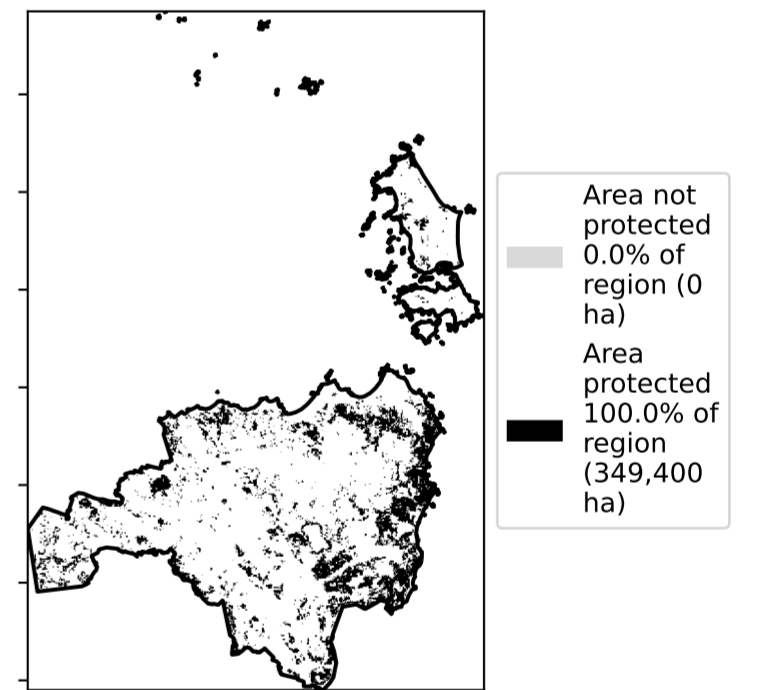 Area not
protected
0.0% of
region (0
ha)
Area
protected
100.0% of
region
(349,400
ha)